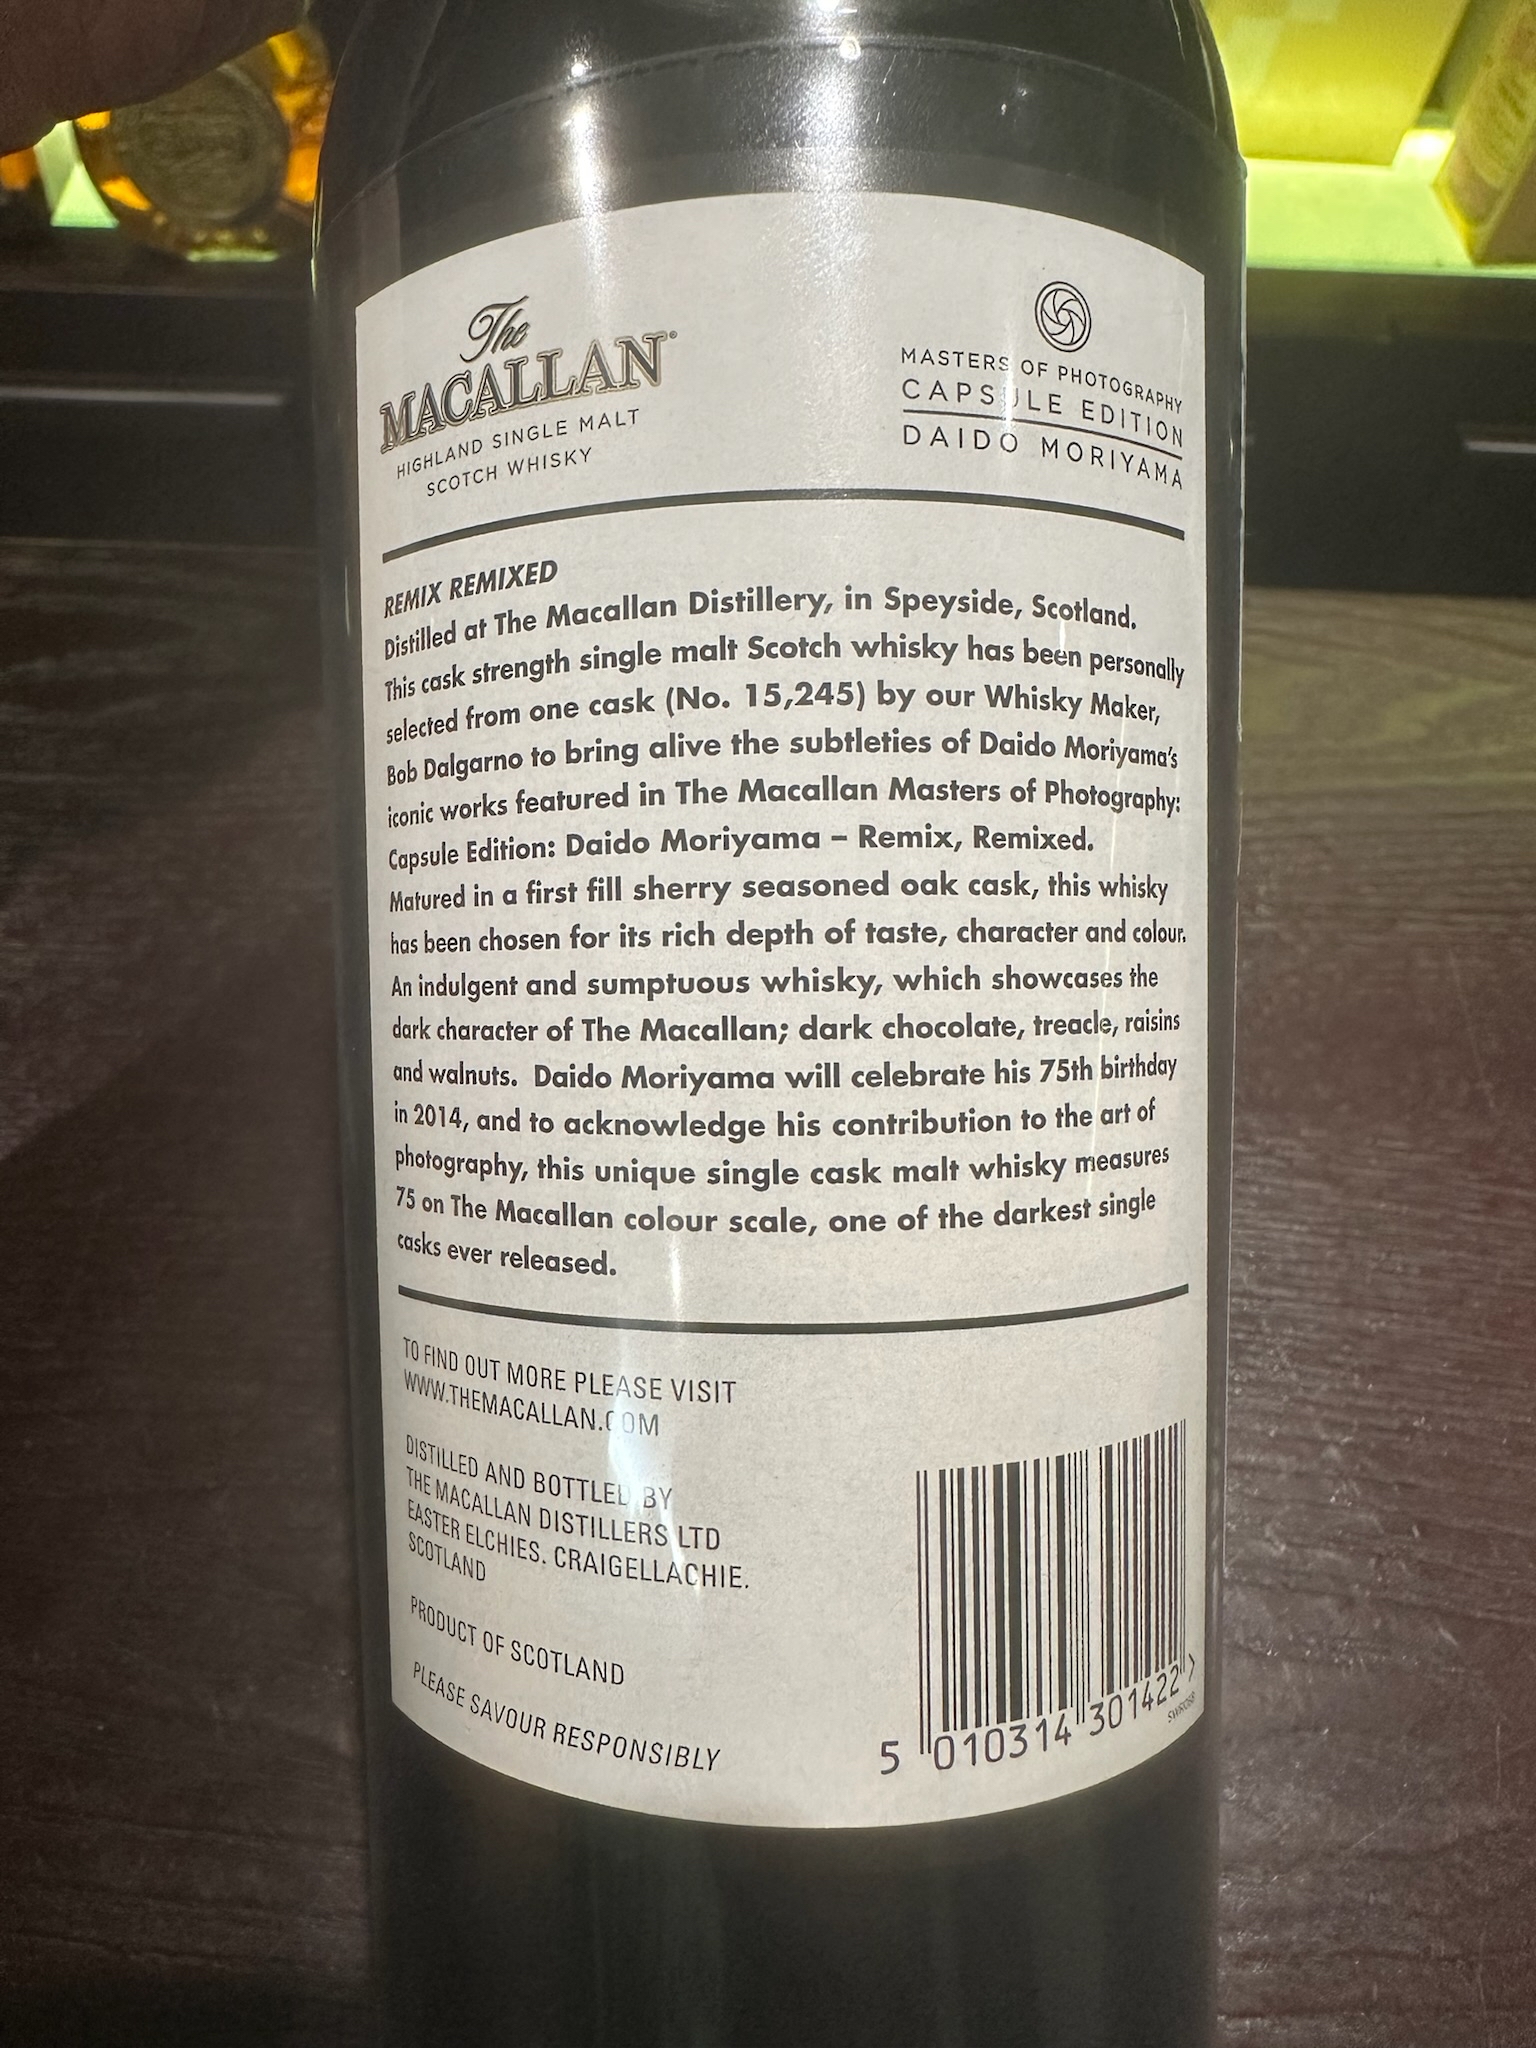 The
MACALLAN®
HIGHLAND SINGLE MALT
SCOTCH WHISKY
MASTERS OF PHOTOGRAPHY
CAPSULE EDITION
DAIDO MORIYAMA
REMIX REMIXED
Distilled at The Macallan Distillery, in Speyside, Scotland.
This cask strength single malt Scotch whisky has been personally
selected from one cask (No. 15,245) by our Whisky Maker,
Bob Dalgarno to bring alive the subtleties of Daido Moriyama's
iconic works featured in The Macallan Masters of Photography:
Capsule Edition: Daido Moriyama – Remix, Remixed.
Matured in a first fill sherry seasoned oak cask, this whisky
has been chosen for its rich depth of taste, character and colour.
An indulgent and sumptuous whisky, which showcases the
dark character of The Macallan; dark chocolate, treacle, raisins
and walnuts. Daido Moriyama will celebrate his 75th birthday
in 2014, and to acknowledge his contribution to the art of
photography, this unique single cask malt whisky measures
75 on The Macallan colour scale, one of the darkest single
casks ever released.
TO FIND OUT MORE PLEASE VISIT
WWW.THEMACALLAN.COM
DISTILLED AND BOTTLED BY
THE MACALLAN DISTILLERS LTD
EASTER ELCHIES. CRAIGELLACHIE.
SCOTLAND
PRODUCT OF SCOTLAND
PLEASE SAVOUR RESPONSIBLY
5 010314 301422 >